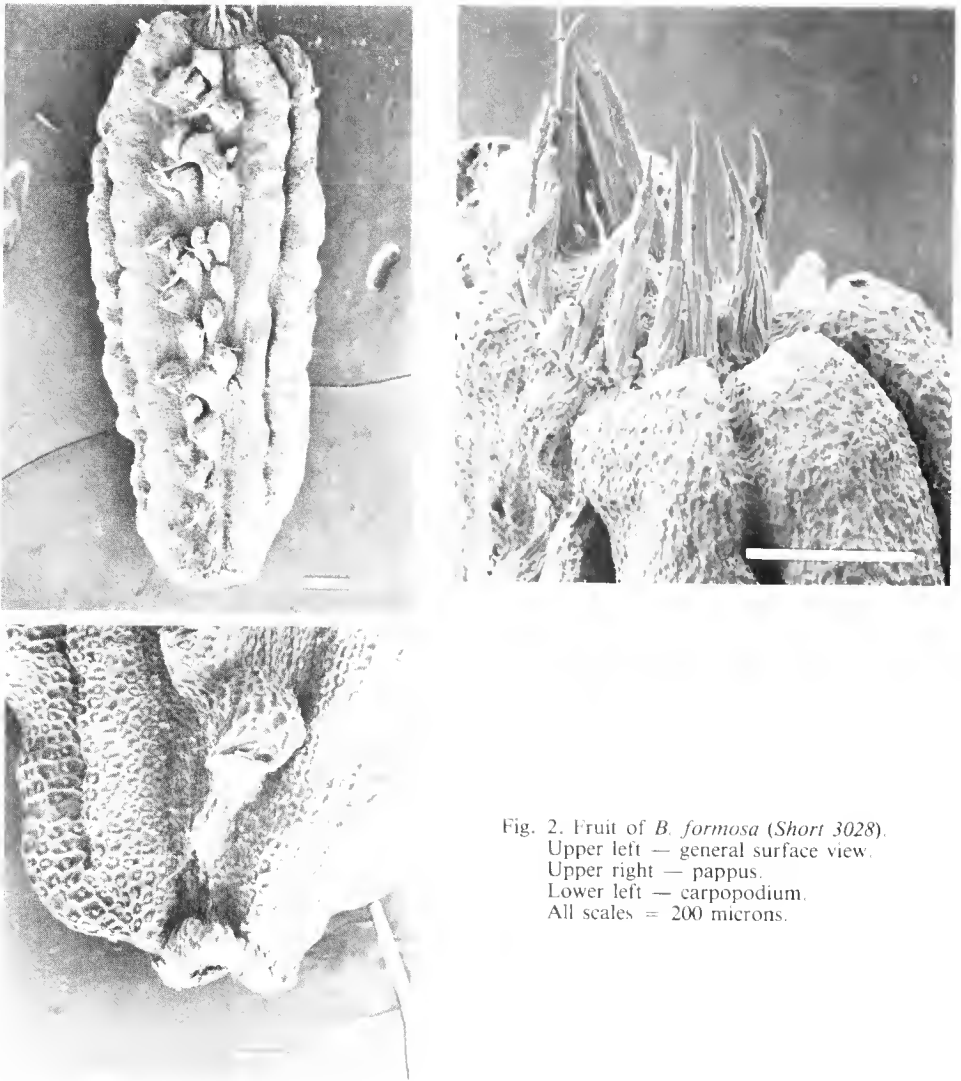 Fig. 2. Fruit of B. formosa (Short 3028).
Upper left — general surface view.
Upper right — pappus.
Lower left — carpopodium.
All scales = 200 microns.